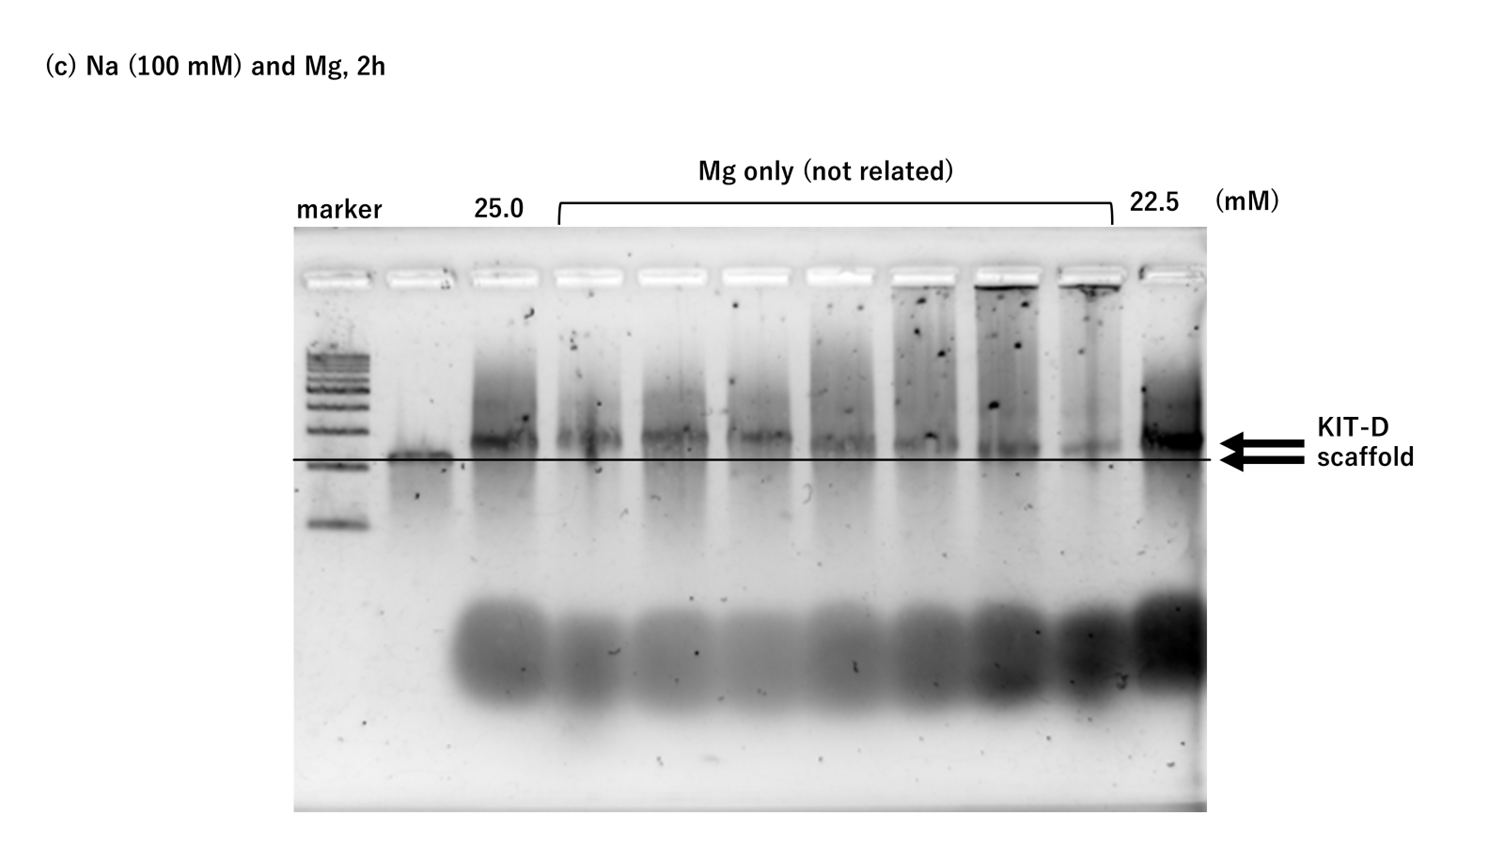 (c) Na (100 mM) and Mg, 2h
Mg only (not related)
marker 25.0 22.5 (mM)
KIT-D
scaffold